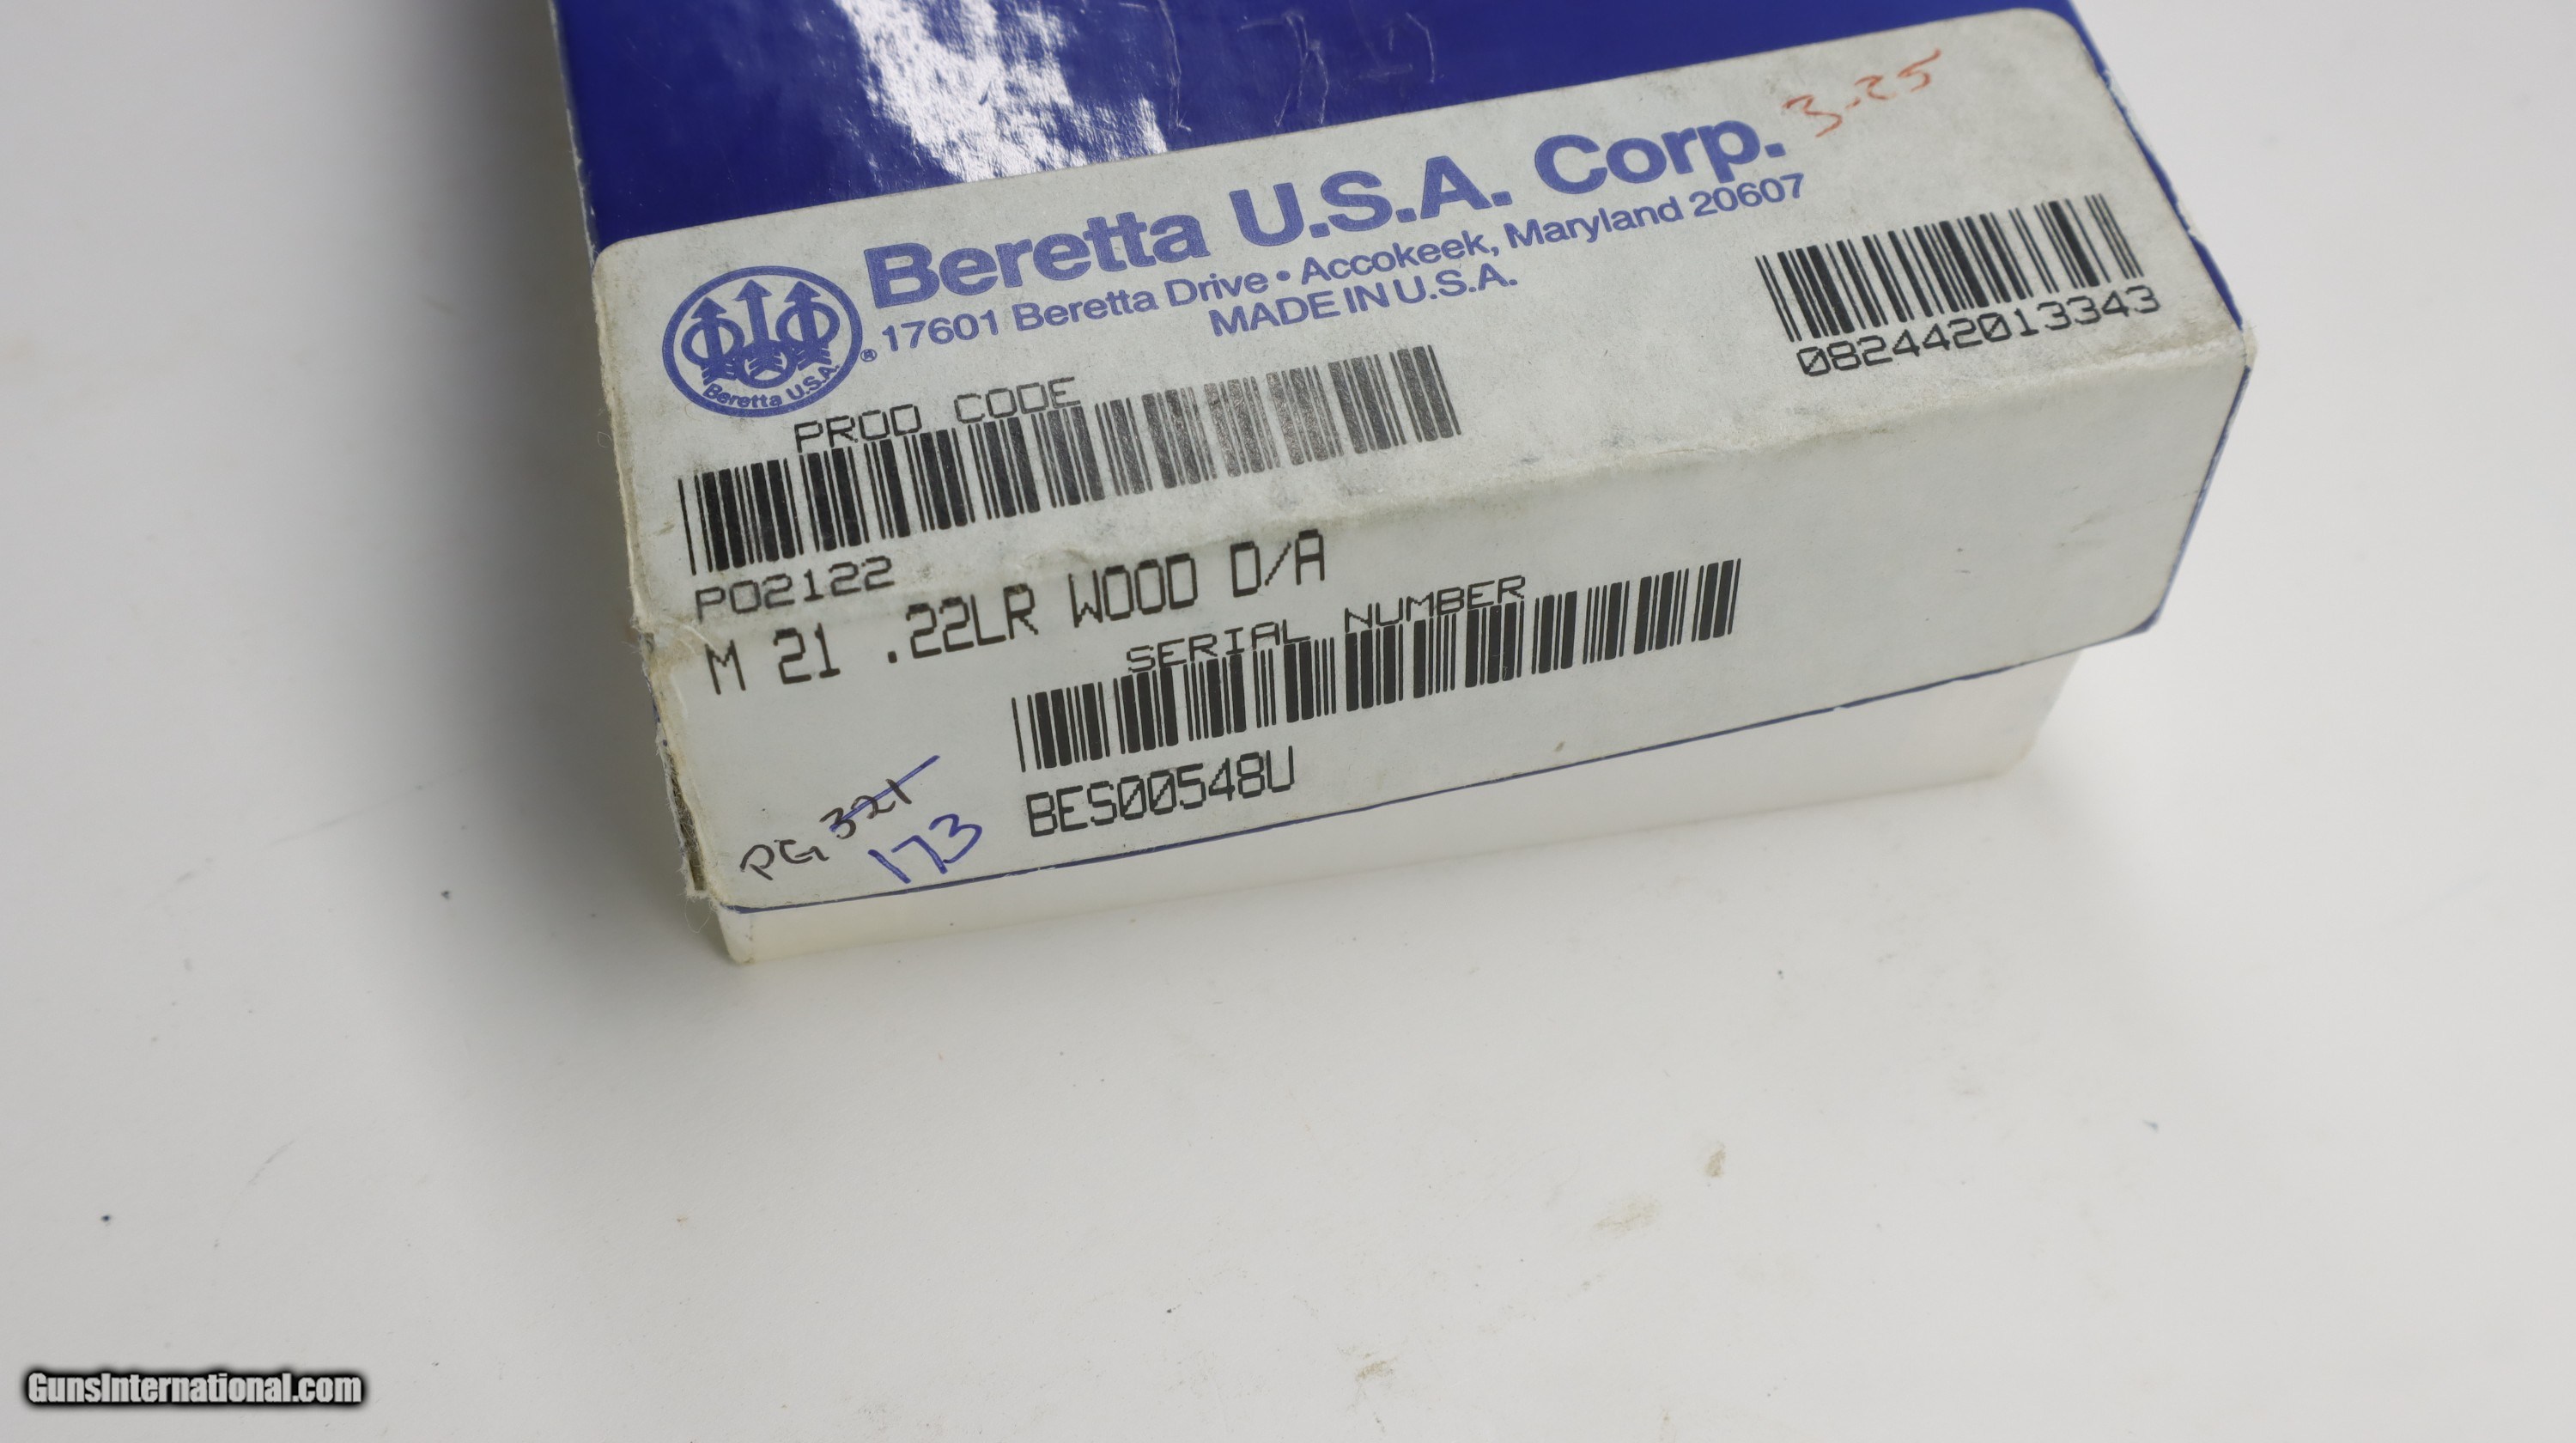 3-25
Beretta U.S.A. Corp.
17601 Beretta Drive • Accokeek, Maryland 20607
MADE IN U.S.A.
Beretta U.S.A. ®
082442013343
PROD CODE
P02122
M 21 .22LR WOOD D/A
SERIAL NUMBER
BES00548U
PG 321
173
GunsInternational.com